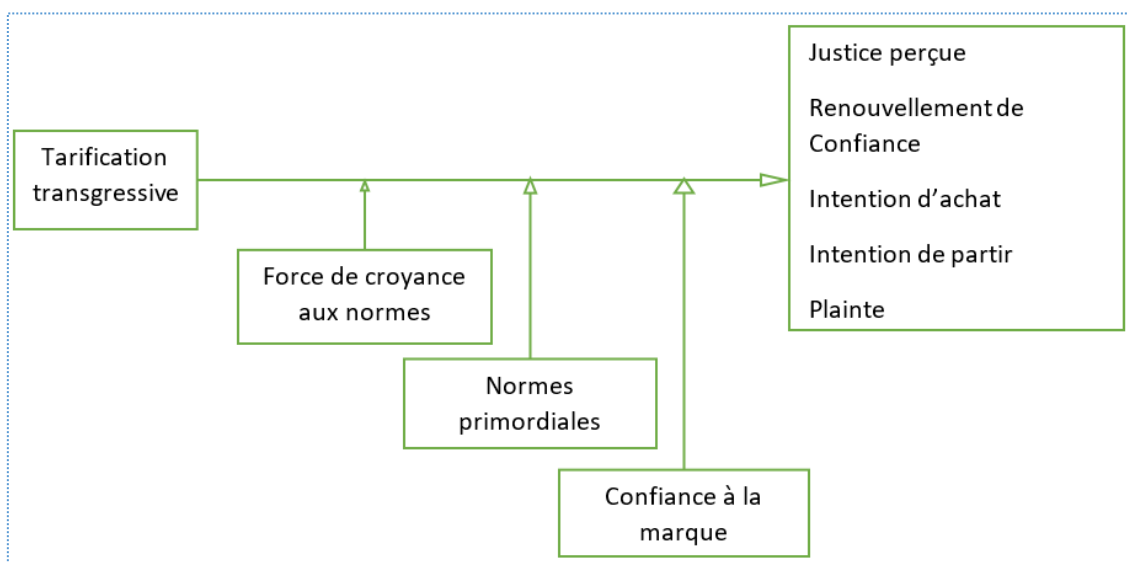 Justice perçue
Renouvellement de
Confiance
Intention d'achat
Intention de partir
Plainte
Tarification
transgressive
Force de croyance
aux normes
Normes
primordiales
Confiance à la
marque